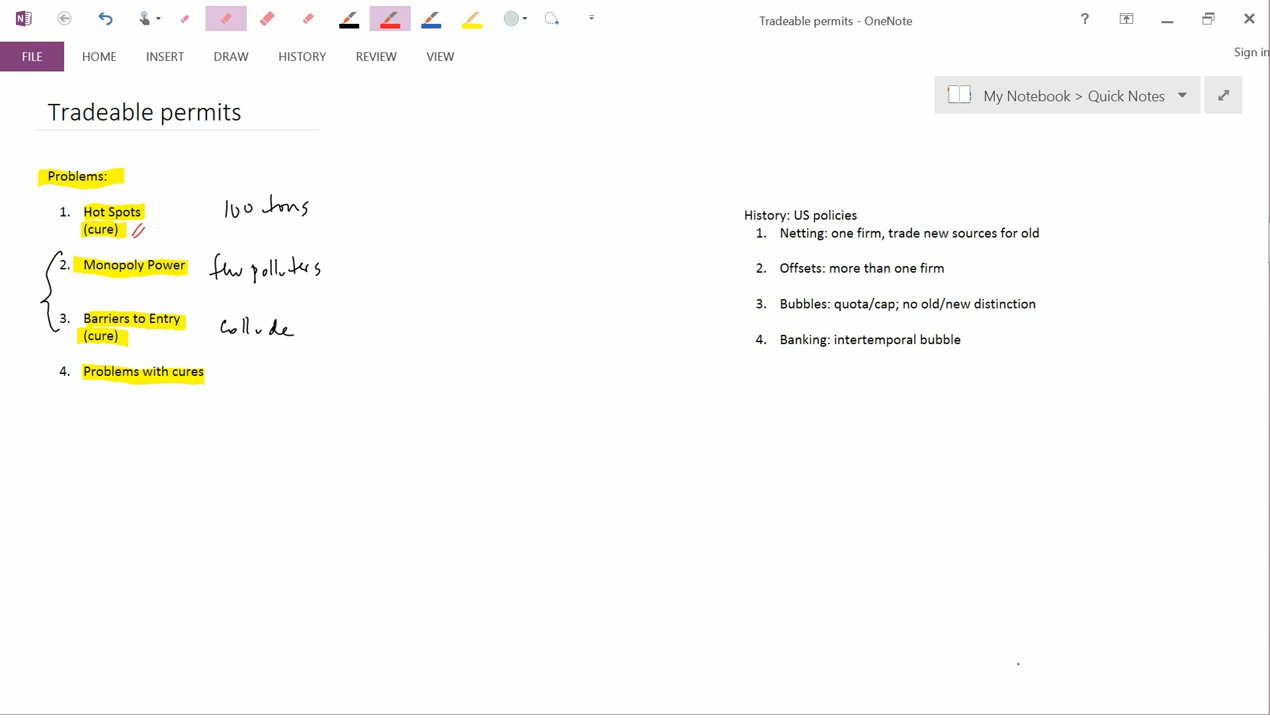 Tradeable permits - OneNote
?
FILE HOME INSERT DRAW HISTORY REVIEW VIEW
Sign in
My Notebook > Quick Notes
Tradeable permits
Problems:
1. Hot Spots 100 tons
(cure)
2. Monopoly Power few polluters
3. Barriers to Entry collude
(cure)
4. Problems with cures
History: US policies
1. Netting: one firm, trade new sources for old
2. Offsets: more than one firm
3. Bubbles: quota/cap; no old/new distinction
4. Banking: intertemporal bubble